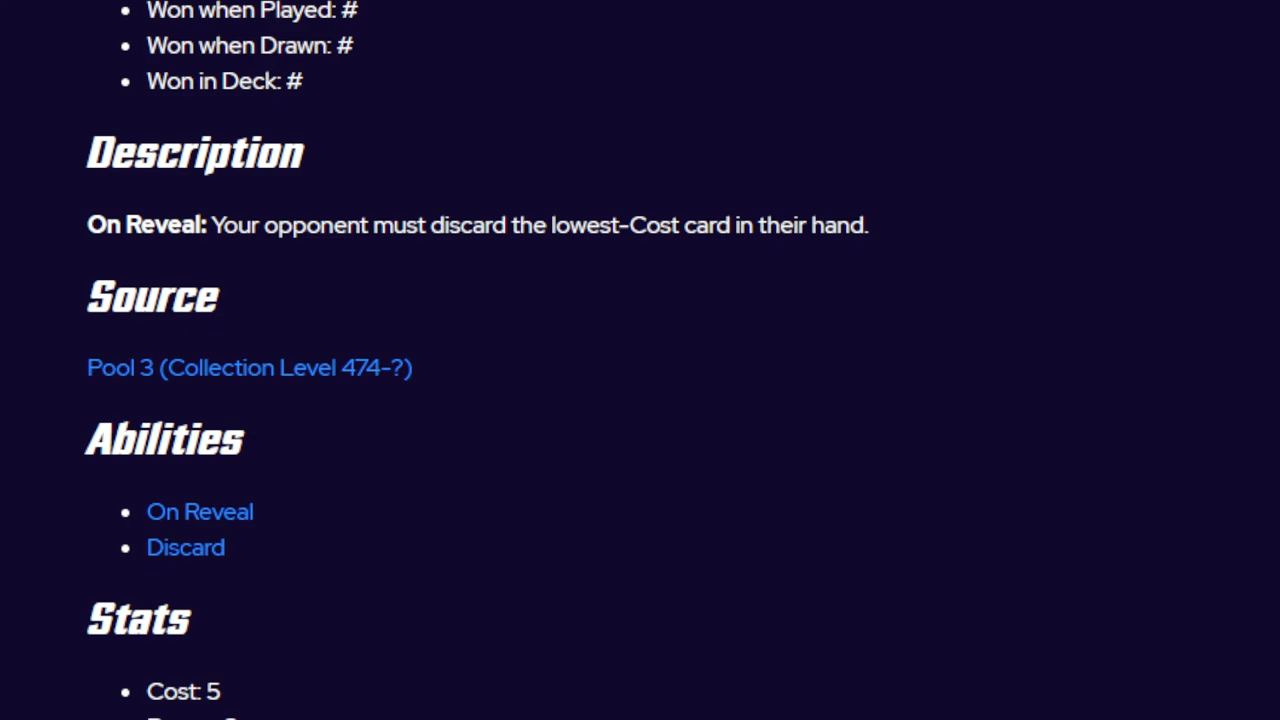 Won when Played: #
Won when Drawn: #
Won in Deck: #
Description
On Reveal: Your opponent must discard the lowest-Cost card in their hand.
Source
Pool 3 (Collection Level 474-?)
Abilities
On Reveal
Discard
Stats
Cost: 5